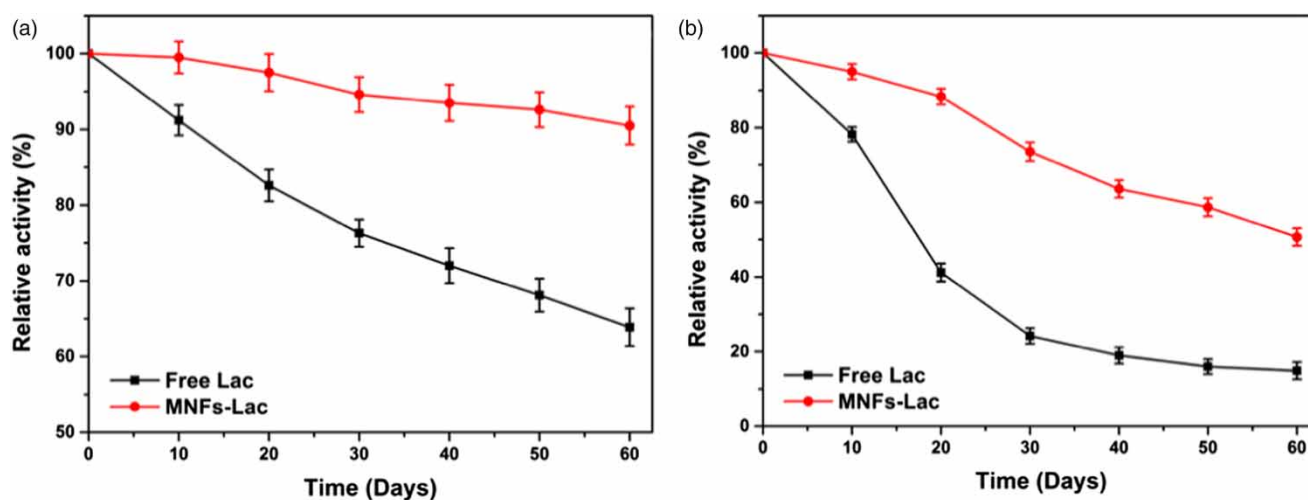 (a)
100
90
80
70
60
50
Relative activity (%)
Free Lac
MNFs-Lac
0 10 20 30 40 50 60
Time (Days)
(b)
100
80
60
40
20
0
Relative activity (%)
Free Lac
MNFs-Lac
0 10 20 30 40 50 60
Time (Days)